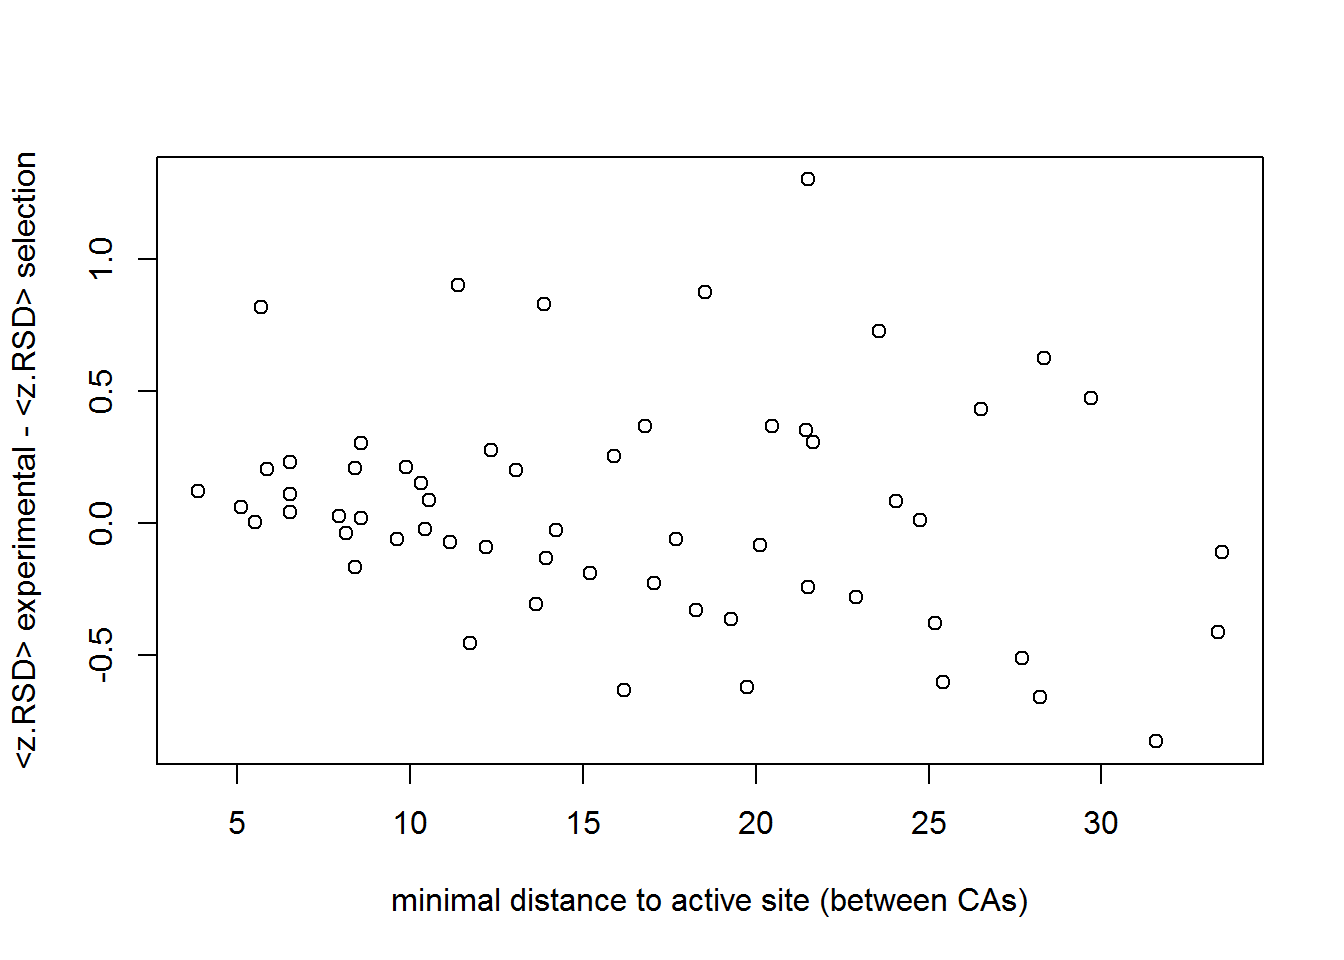 <z.RSD> experimental - <z.RSD> selection
1.0
0.5
0.0
-0.5
5 10 15 20 25 30
minimal distance to active site (between CAs)